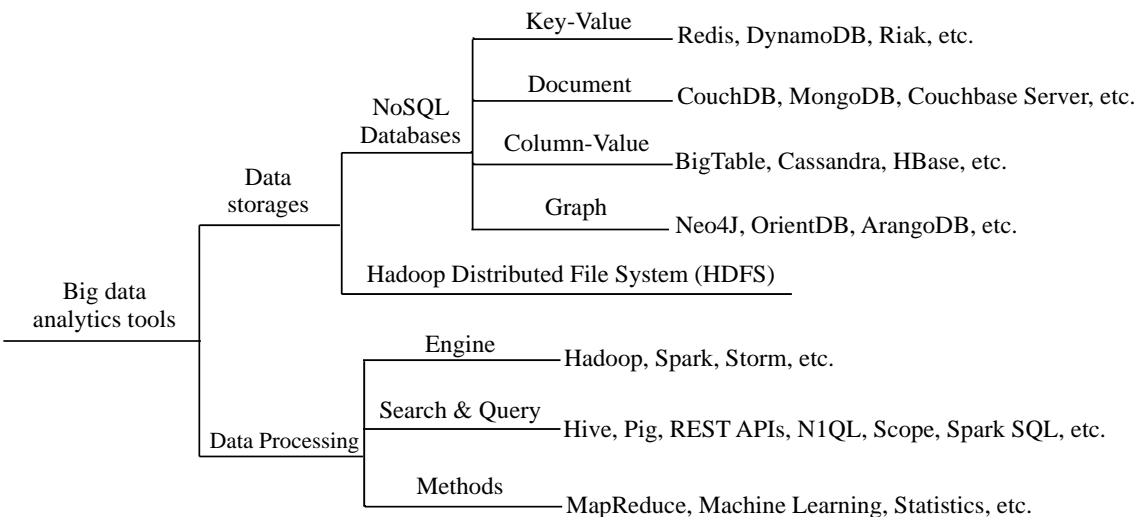 Key-Value
Redis, DynamoDB, Riak, etc.
Document
CouchDB, MongoDB, Couchbase Server, etc.
NoSQL
Databases
Column-Value
BigTable, Cassandra, HBase, etc.
Data
storages
Graph
Neo4J, OrientDB, ArangoDB, etc.
Hadoop Distributed File System (HDFS)
Big data
analytics tools
Engine
Hadoop, Spark, Storm, etc.
Search & Query
Hive, Pig, REST APIs, N1QL, Scope, Spark SQL, etc.
Data Processing
Methods
MapReduce, Machine Learning, Statistics, etc.